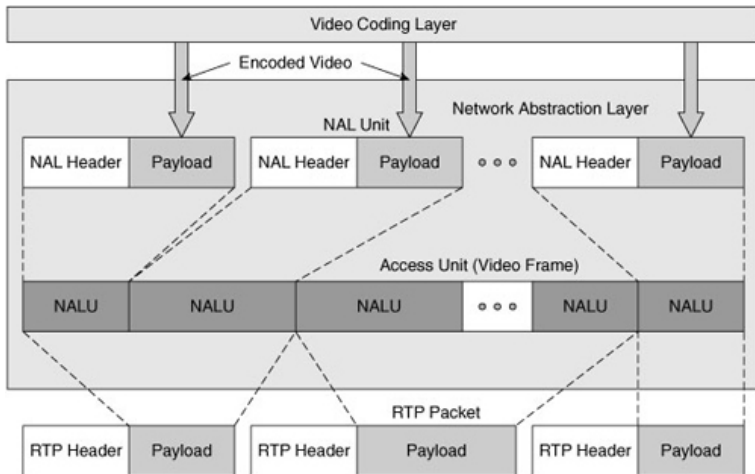 Video Coding Layer
Encoded Video
Network Abstraction Layer
NAL Unit
NAL Header Payload NAL Header Payload NAL Header Payload
Access Unit (Video Frame)
NALU NALU NALU NALU NALU
RTP Packet
RTP Header Payload RTP Header Payload RTP Header Payload